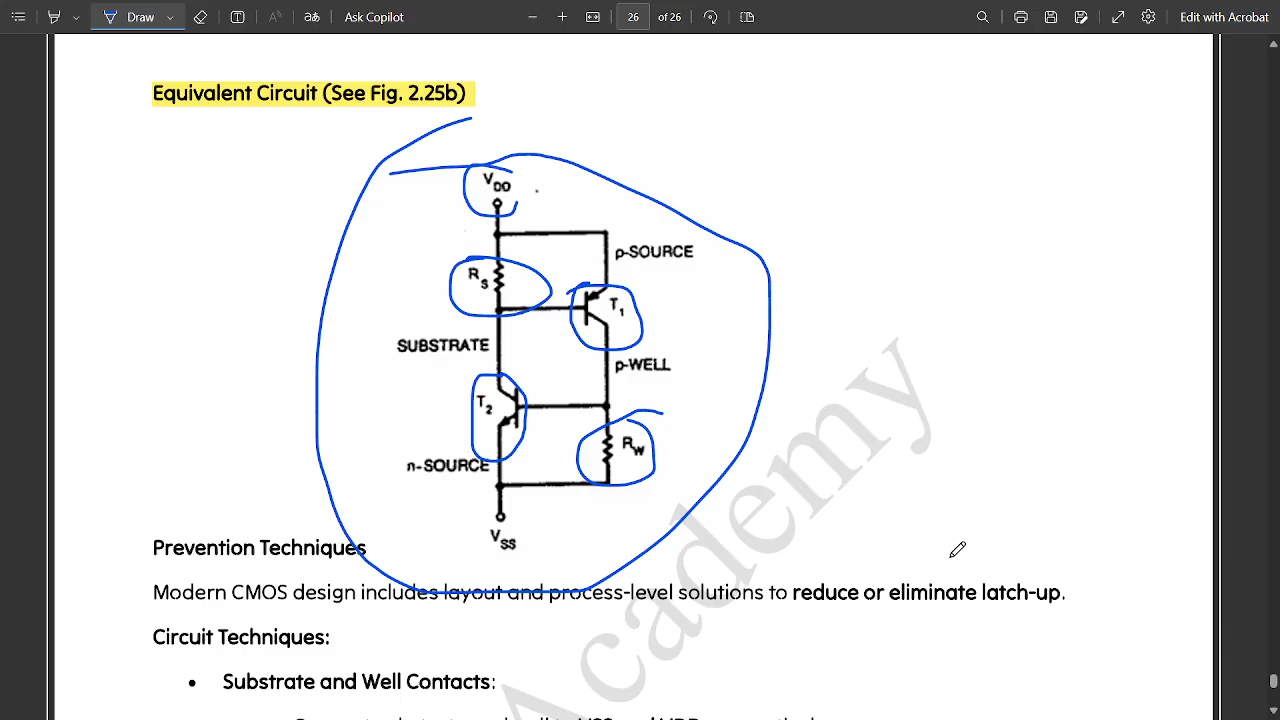 Draw
Ask Copilot
26 of 26
Edit with Acrobat
Equivalent Circuit (See Fig. 2.25b)
VDD
p-SOURCE
RS
T1
SUBSTRATE
p-WELL
T2
RW
n-SOURCE
VSS
Prevention Techniques
Modern CMOS design includes layout and process-level solutions to reduce or eliminate latch-up.
Circuit Techniques:
• Substrate and Well Contacts:
Academy